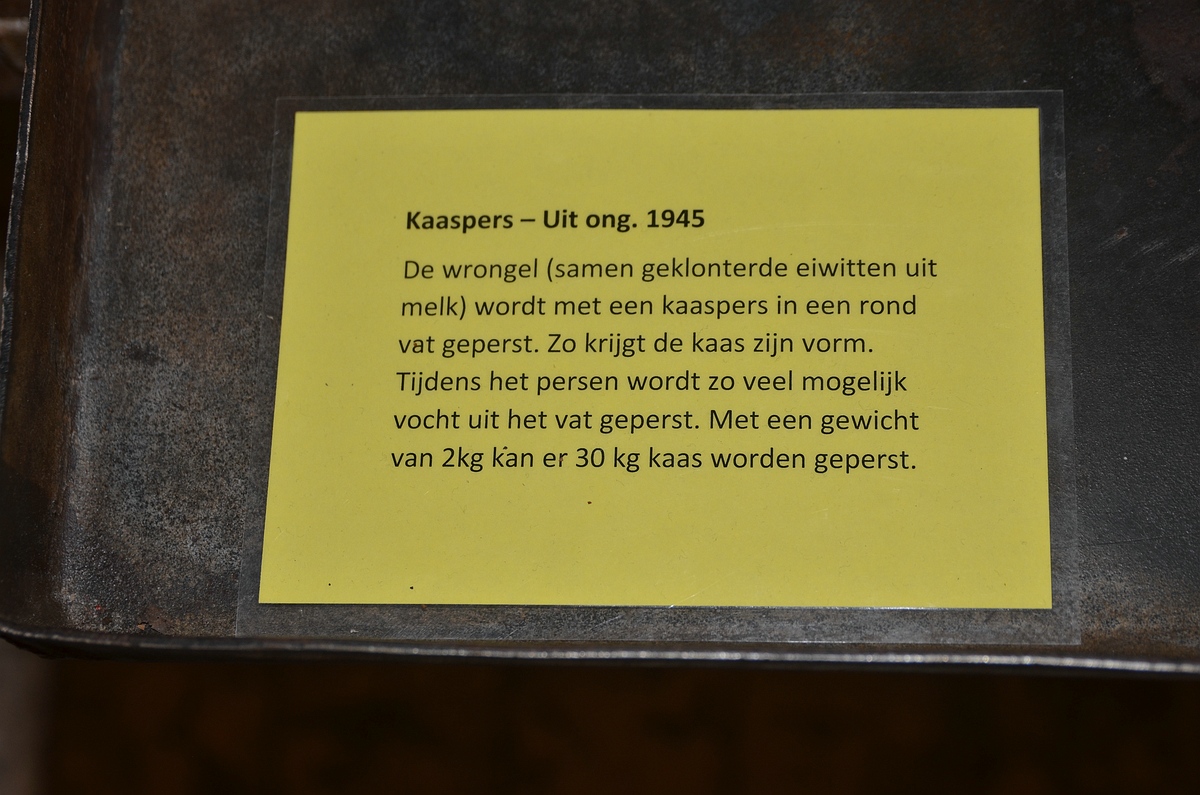 Kaaspers – Uit ong. 1945
De wrongel (samen geklonterde eiwitten uit
melk) wordt met een kaaspers in een rond
vat geperst. Zo krijgt de kaas zijn vorm.
Tijdens het persen wordt zo veel mogelijk
vocht uit het vat geperst. Met een gewicht
van 2kg kan er 30 kg kaas worden geperst.